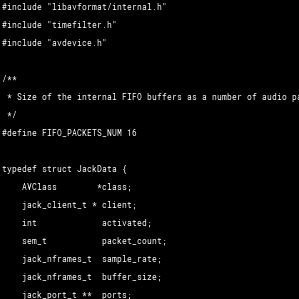 #include "libavformat/internal.h"
#include "timefilter.h"
#include "avdevice.h"
/**
 * Size of the internal FIFO buffers as a number of audio
 */
#define FIFO_PACKETS_NUM 16
typedef struct JackData {
    AVClass        *class;
    jack_client_t * client;
    int             activated;
    sem_t           packet_count;
    jack_nframes_t  sample_rate;
    jack_nframes_t  buffer_size;
    jack_port_t **  ports;